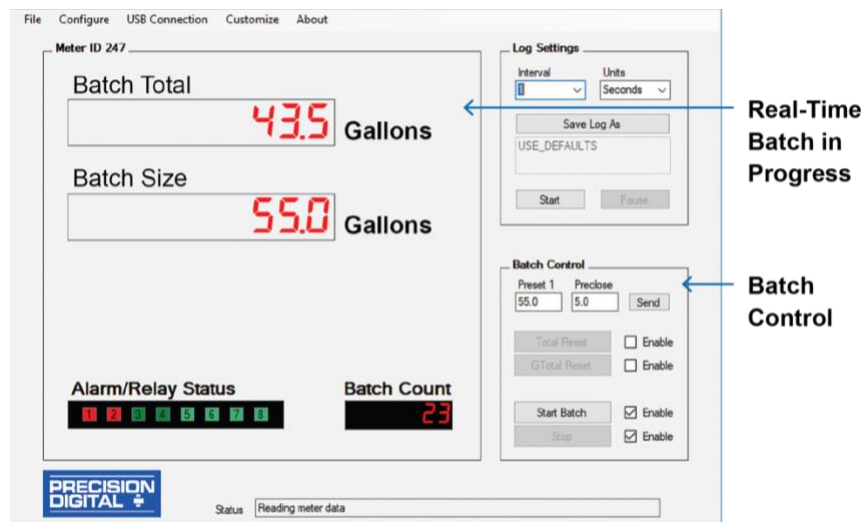 File Configure USB Connection Customize About
Meter ID 247
Batch Total
43.5 Gallons
Batch Size
55.0 Gallons
Alarm/Relay Status
1 2 3 4 5 6 7 8
Batch Count
23
Log Settings
Interval Units
1 Seconds
Save Log As
USE_DEFAULTS
Start Pause
Batch Control
Preset 1 Preclose
55.0 5.0 Send
Total Reset Enable
GTotal Reset Enable
Start Batch Enable
Stop Enable
Real-Time
Batch in
Progress
Batch
Control
PRECISION
DIGITAL
Status Reading meter data